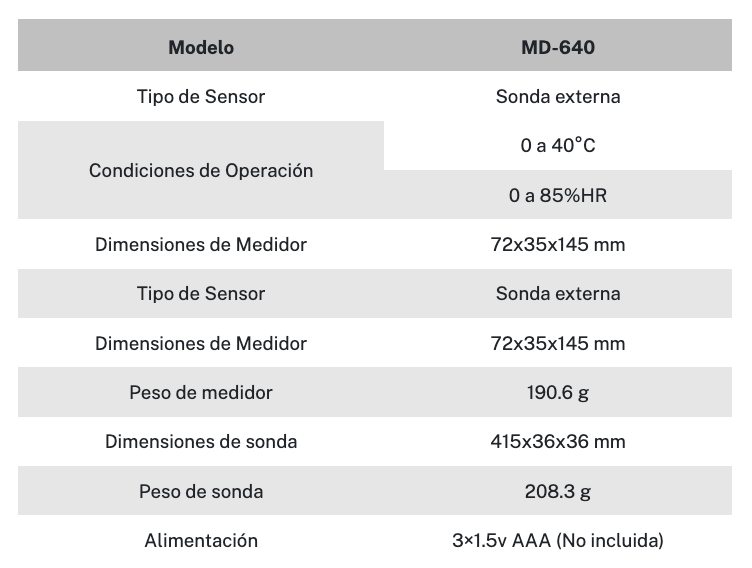 Modelo MD-640
Tipo de Sensor Sonda externa
Condiciones de Operación 0 a 40°C
0 a 85%HR
Dimensiones de Medidor 72x35x145 mm
Tipo de Sensor Sonda externa
Dimensiones de Medidor 72x35x145 mm
Peso de medidor 190.6 g
Dimensiones de sonda 415x36x36 mm
Peso de sonda 208.3 g
Alimentación 3×1.5v AAA (No incluida)